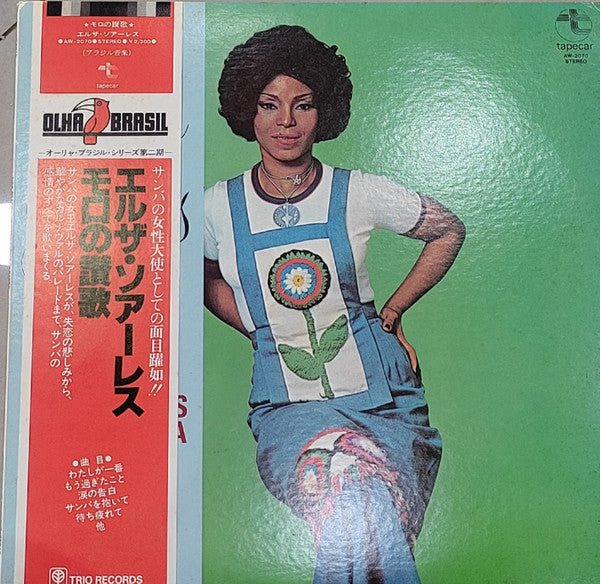 ★モロの讃歌★
エルザ・ソアーレス
●AW-2070●STEREO●¥2,300●
(ブラジル音楽)
tapecar
OLHA BRASIL
オーリャ・ブラジル・シリーズ第二期
サンバの女性大使としての面目躍如!!
エルザ・ソアーレス
モロの讃歌
サンバの女王エルザ・ソアーレスが、失恋の悲しみから、
華やかなカルナヴァルのパレードまで、サンバの
感情のすべてを歌いまくる。
●曲目●
わたしが一番
もう過ぎたこと
涙の告白
サンバを抱いて
待ち疲れて
他
TRIO RECORDS
tapecar
AW-2070
STEREO
S
A